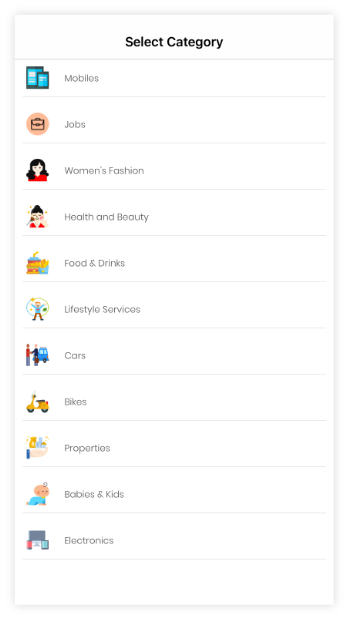 Select Category
Mobiles
Jobs
Women's Fashion
Health and Beauty
Food & Drinks
Lifestyle Services
Cars
Bikes
Properties
Babies & Kids
Electronics